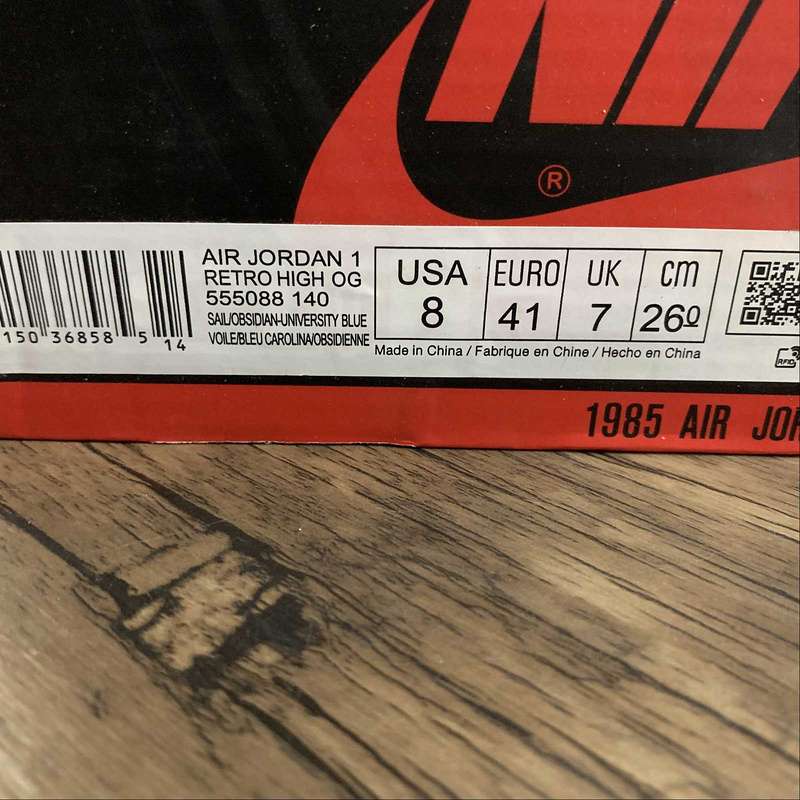 ®
AIR JORDAN 1
RETRO HIGH OG
555088 140
SAIL/OBSIDIAN-UNIVERSITY BLUE
VOILE/BLEU CAROLINA/OBSIDIENNE
150 36858 5 14
USA EURO UK cm
8 41 7 260
Made in China / Fabrique en Chine / Hecho en China
RFID
1985 AIR